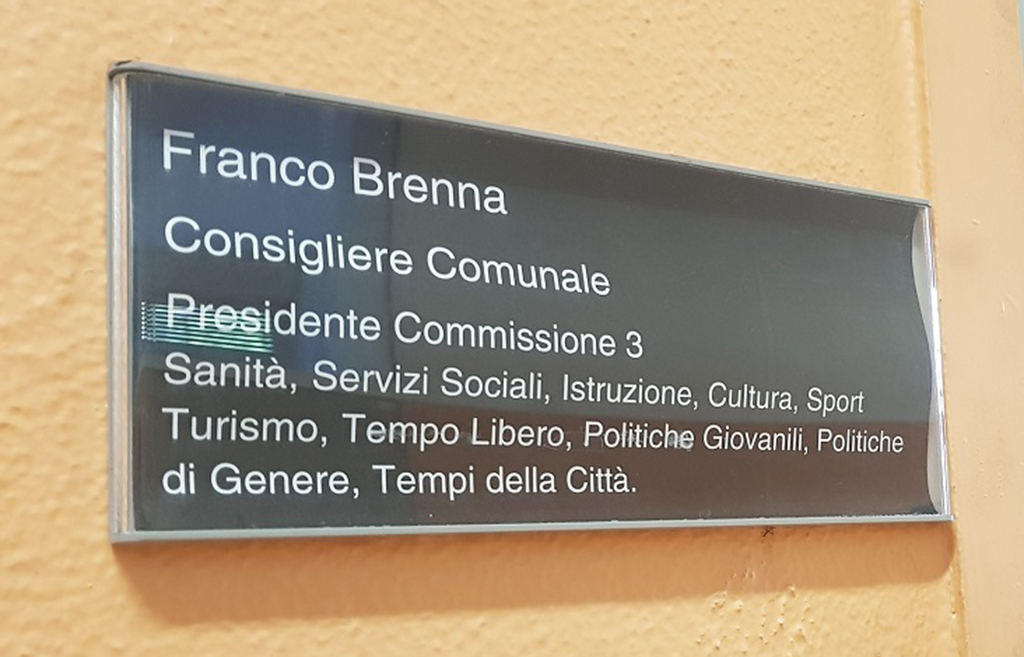 Franco Brenna
Consigliere Comunale
Presidente Commissione 3
Sanità, Servizi Sociali, Istruzione, Cultura, Sport
Turismo, Tempo Libero, Politiche Giovanili, Politiche
di Genere, Tempi della Città.